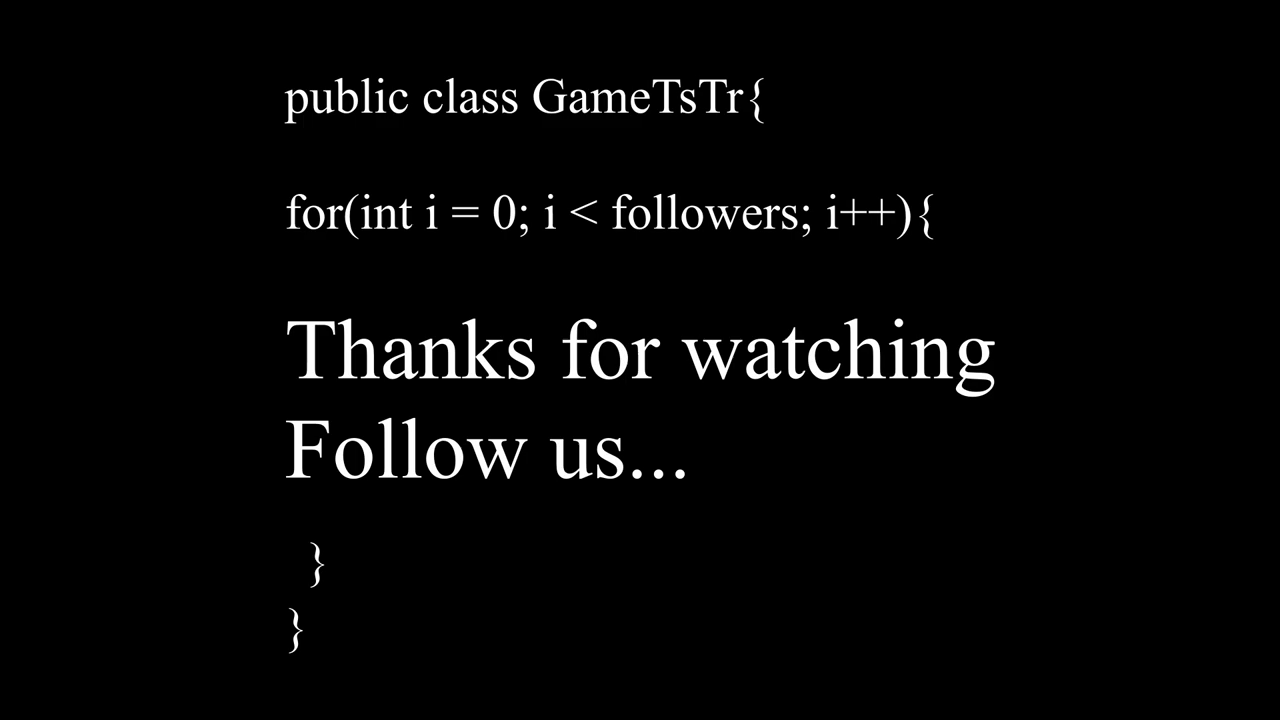 public class GameTsTr{
for(int i = 0; i < followers; i++){
Thanks for watching
Follow us...
}
}